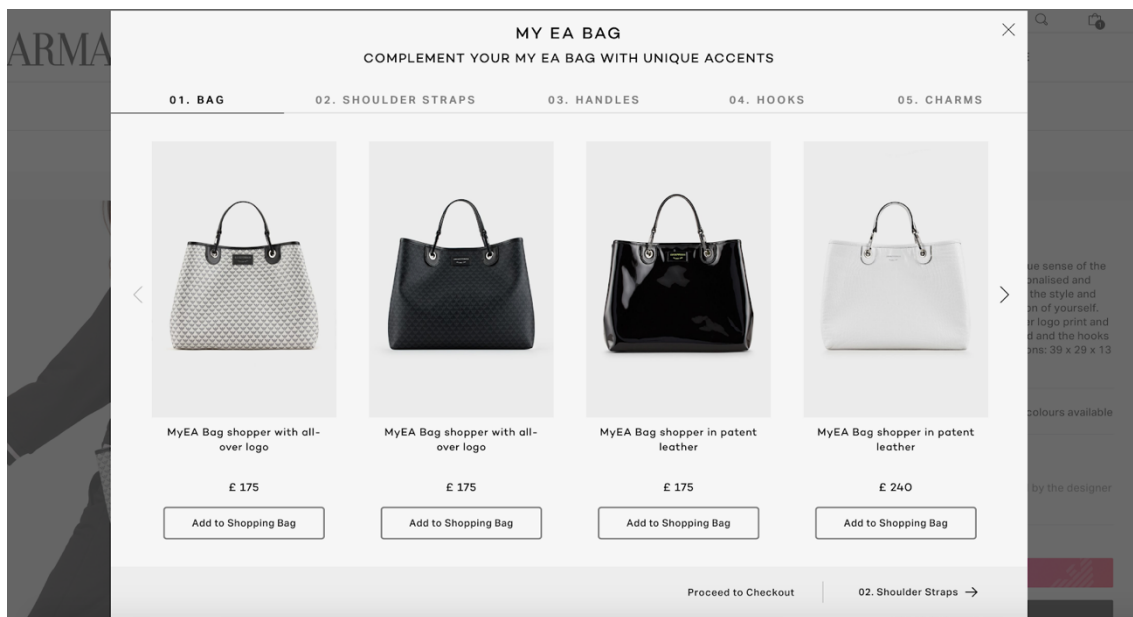 ARMA
1
MY EA BAG
COMPLEMENT YOUR MY EA BAG WITH UNIQUE ACCENTS
01. BAG
02. SHOULDER STRAPS
03. HANDLES
04. HOOKS
05. CHARMS
MyEA Bag shopper with all-
over logo
£ 175
Add to Shopping Bag
MyEA Bag shopper with all-
over logo
£ 175
Add to Shopping Bag
MyEA Bag shopper in patent
leather
£ 175
Add to Shopping Bag
MyEA Bag shopper in patent
leather
£ 240
Add to Shopping Bag
Proceed to Checkout
02. Shoulder Straps
ue sense of the
onalised and
the style and
on of yourself.
er logo print and
d and the hooks
ons: 39 x 29 x 13
colours available
by the designer